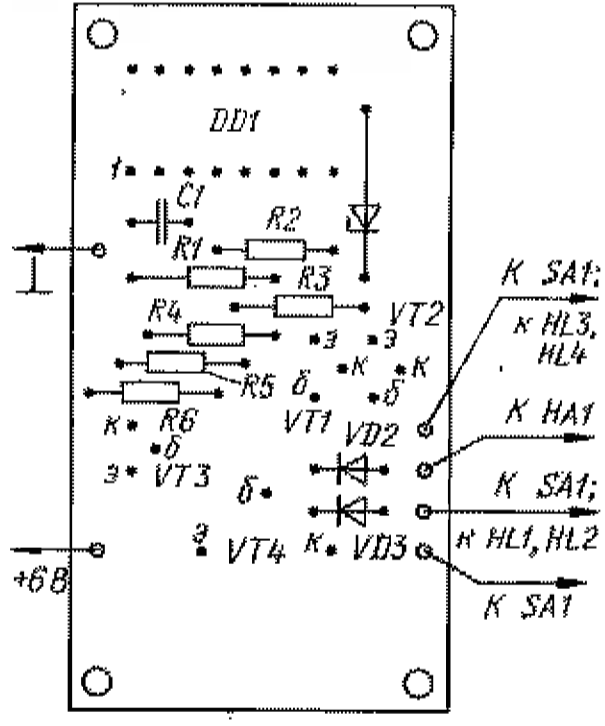 DD1
1
C1
R2
R1
R3
К SA1;
к HL3,
HL4
R4
VT2
э
э
к
к
R5
б
б
VT1
К HA1
R6
к
VD2
б
э
VT3
К SA1;
б
к HL1, HL2
э
VT4
к
VD3
+6В
К SA1